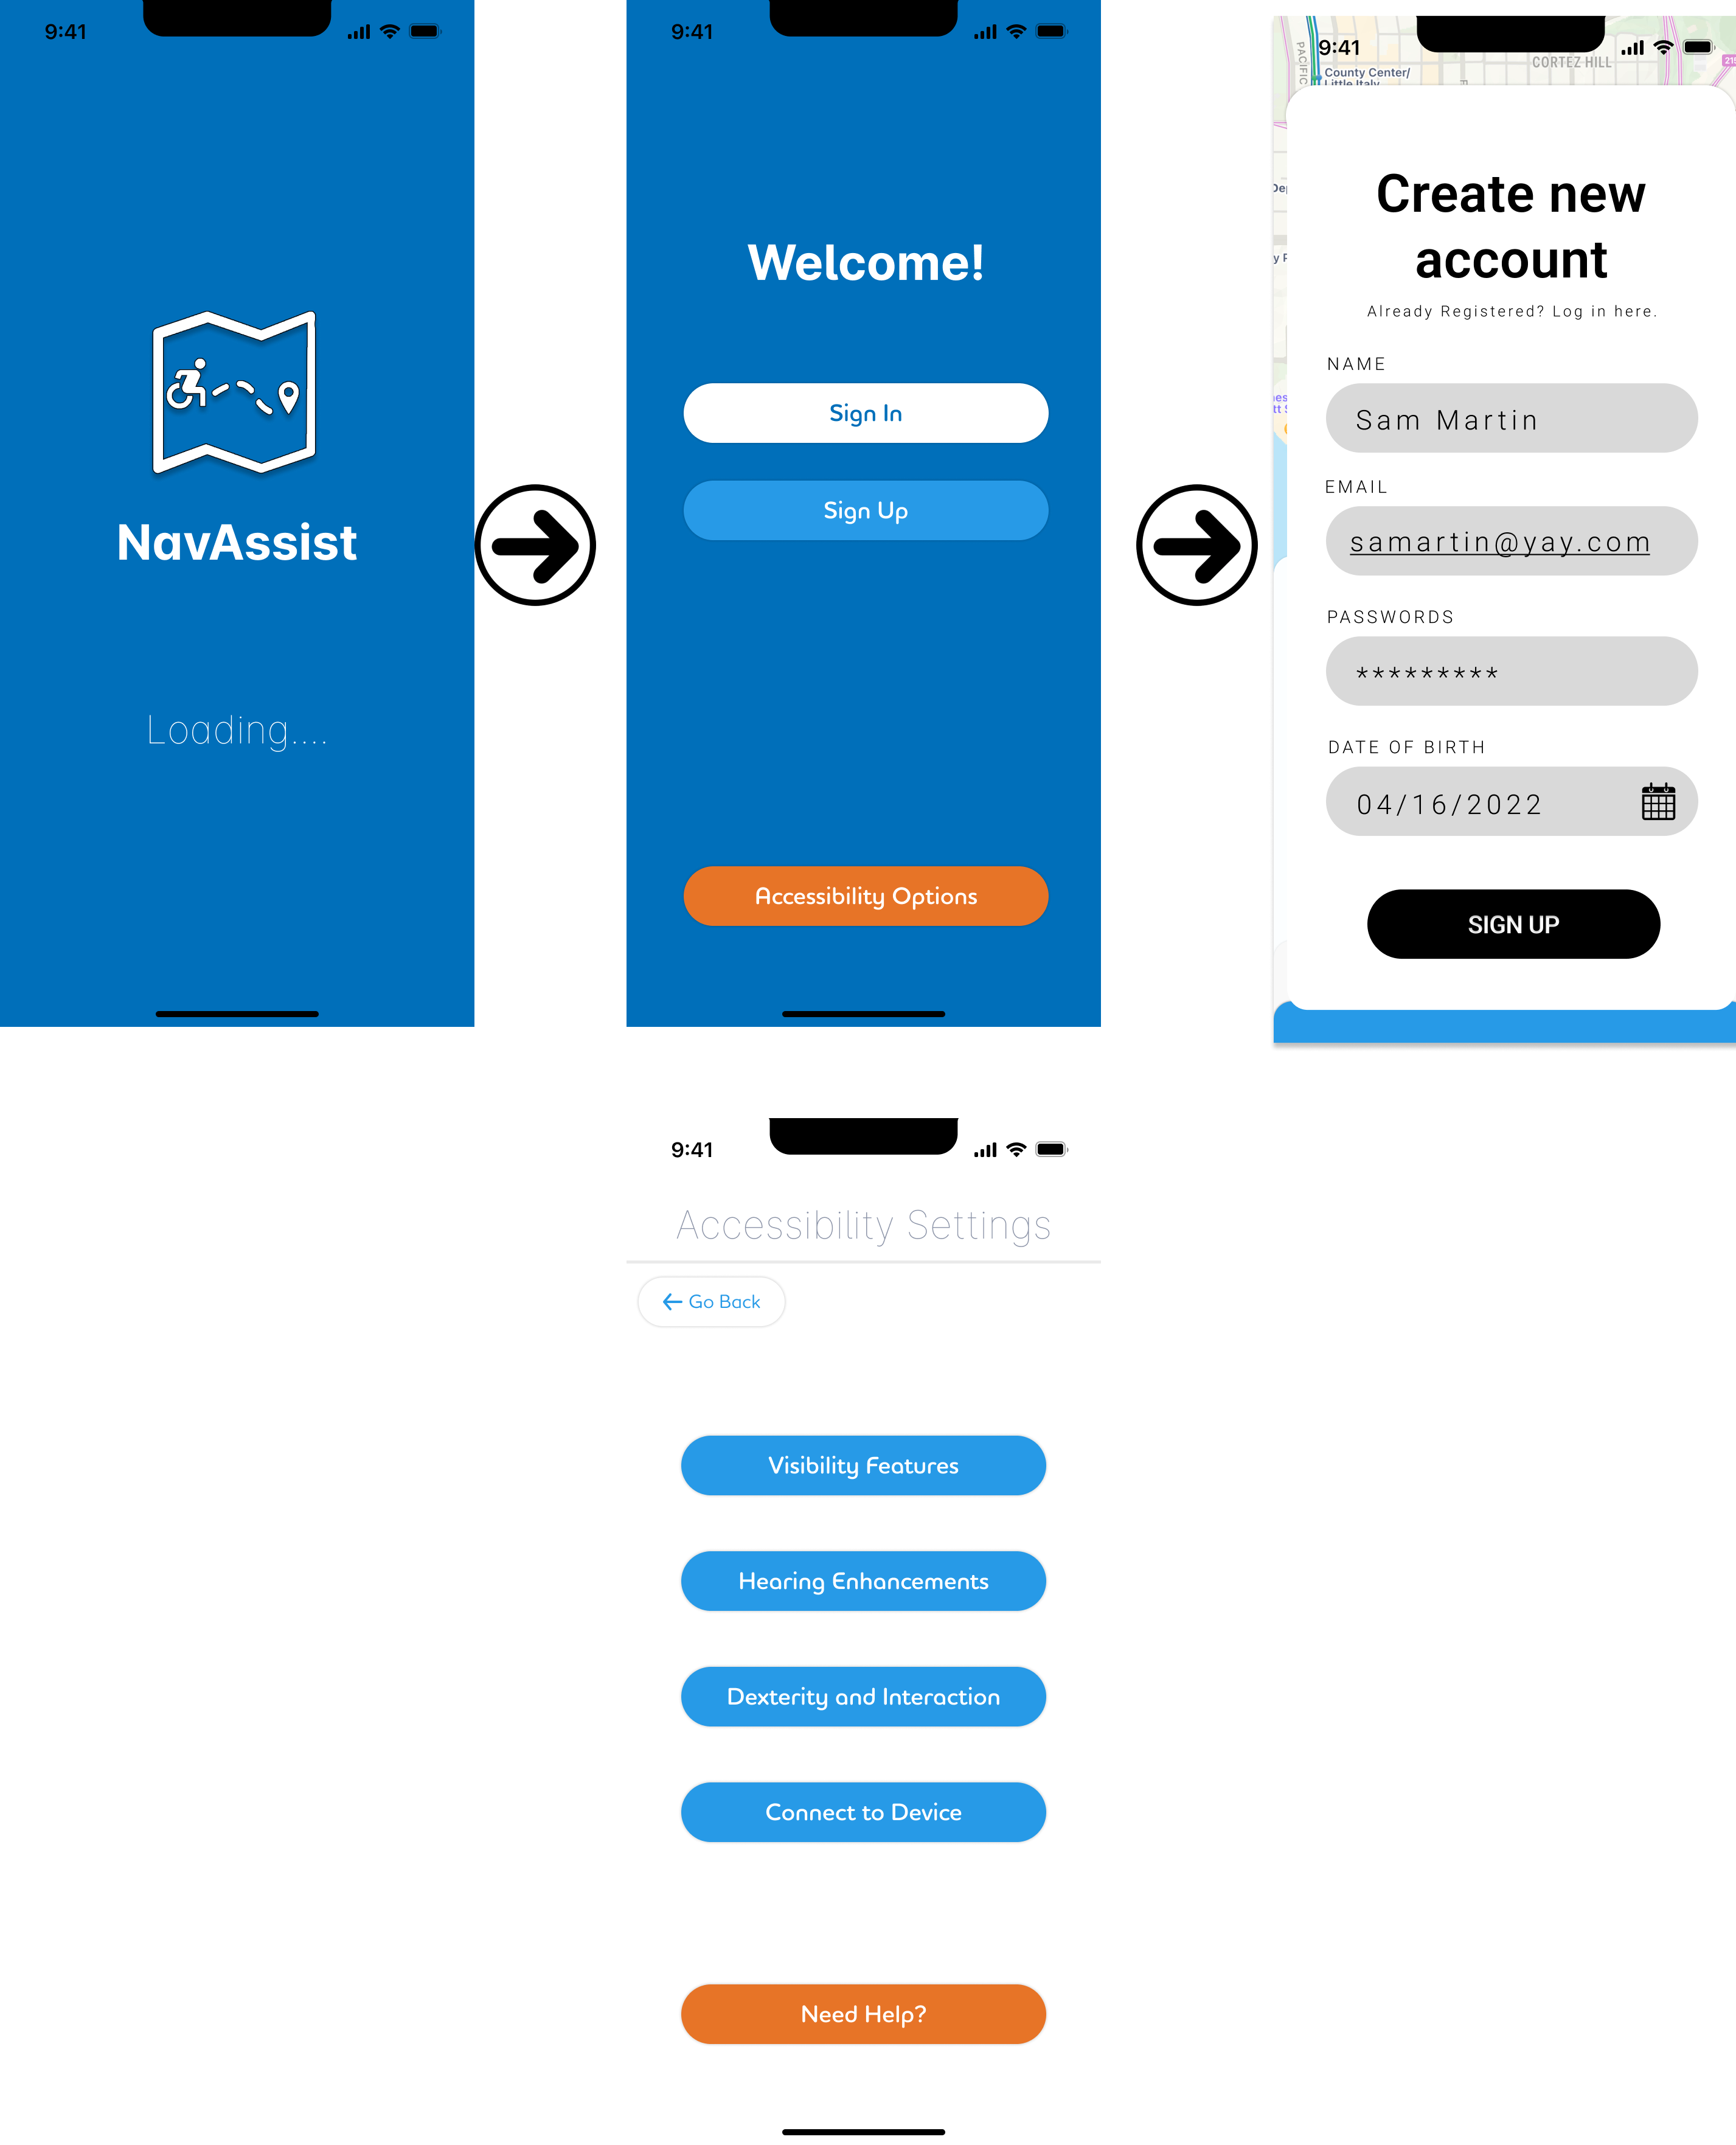 9:41
NavAssist
Loading....
9:41
Welcome!
Sign In
Sign Up
Accessibility Options
9:41
PACIFIC
CORTEZ HILL
County Center/
Little Italy
Create new
account
Already Registered? Log in here.
NAME
Sam Martin
EMAIL
samartin@yay.com
PASSWORDS
*********
DATE OF BIRTH
04/16/2022
SIGN UP
9:41
Accessibility Settings
← Go Back
Visibility Features
Hearing Enhancements
Dexterity and Interaction
Connect to Device
Need Help?